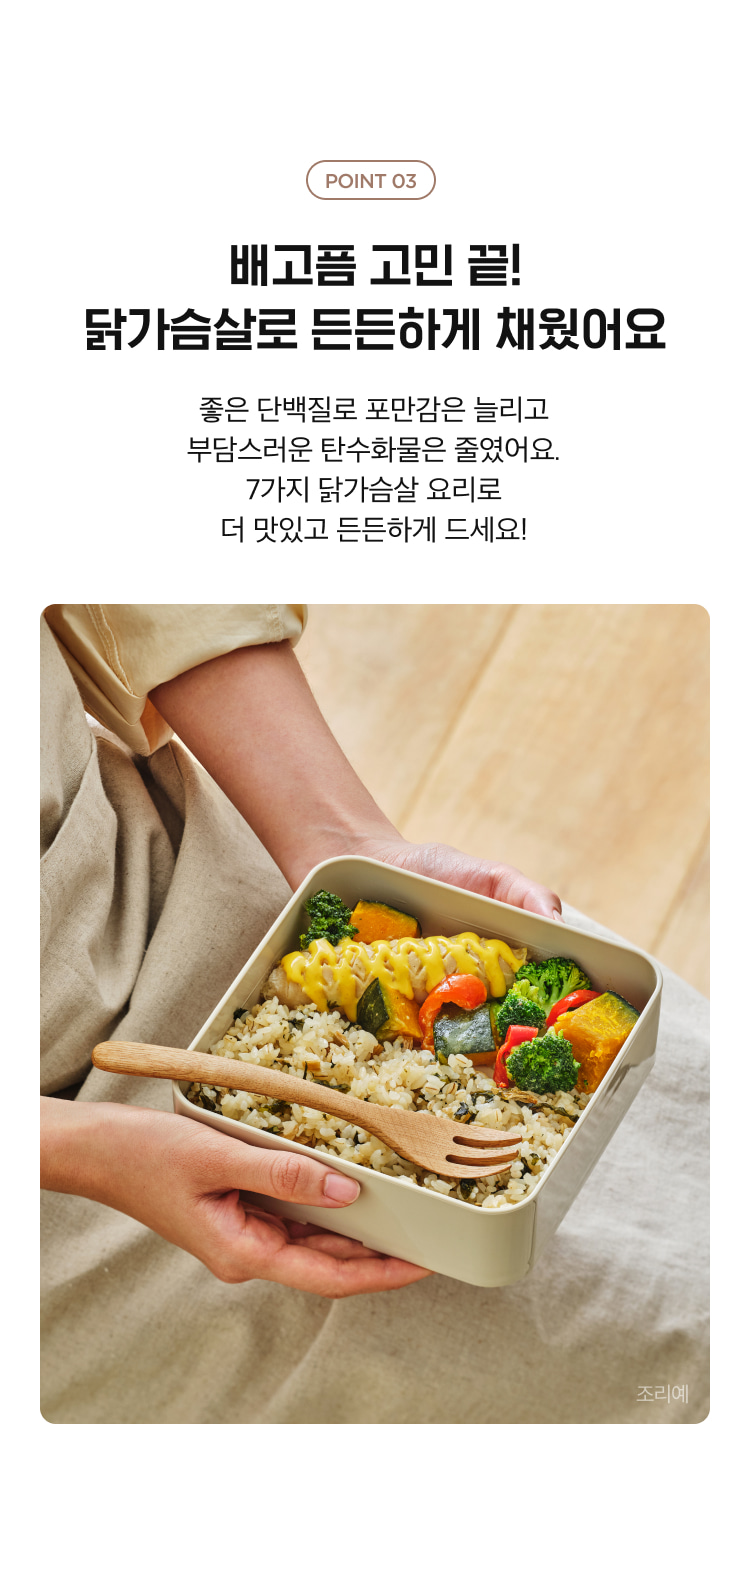 POINT 03
배고픔 고민 끝!
닭가슴살로 든든하게 채웠어요
좋은 단백질로 포만감은 늘리고
부담스러운 탄수화물은 줄였어요.
7가지 닭가슴살 요리로
더 맛있고 든든하게 드세요!
조리예